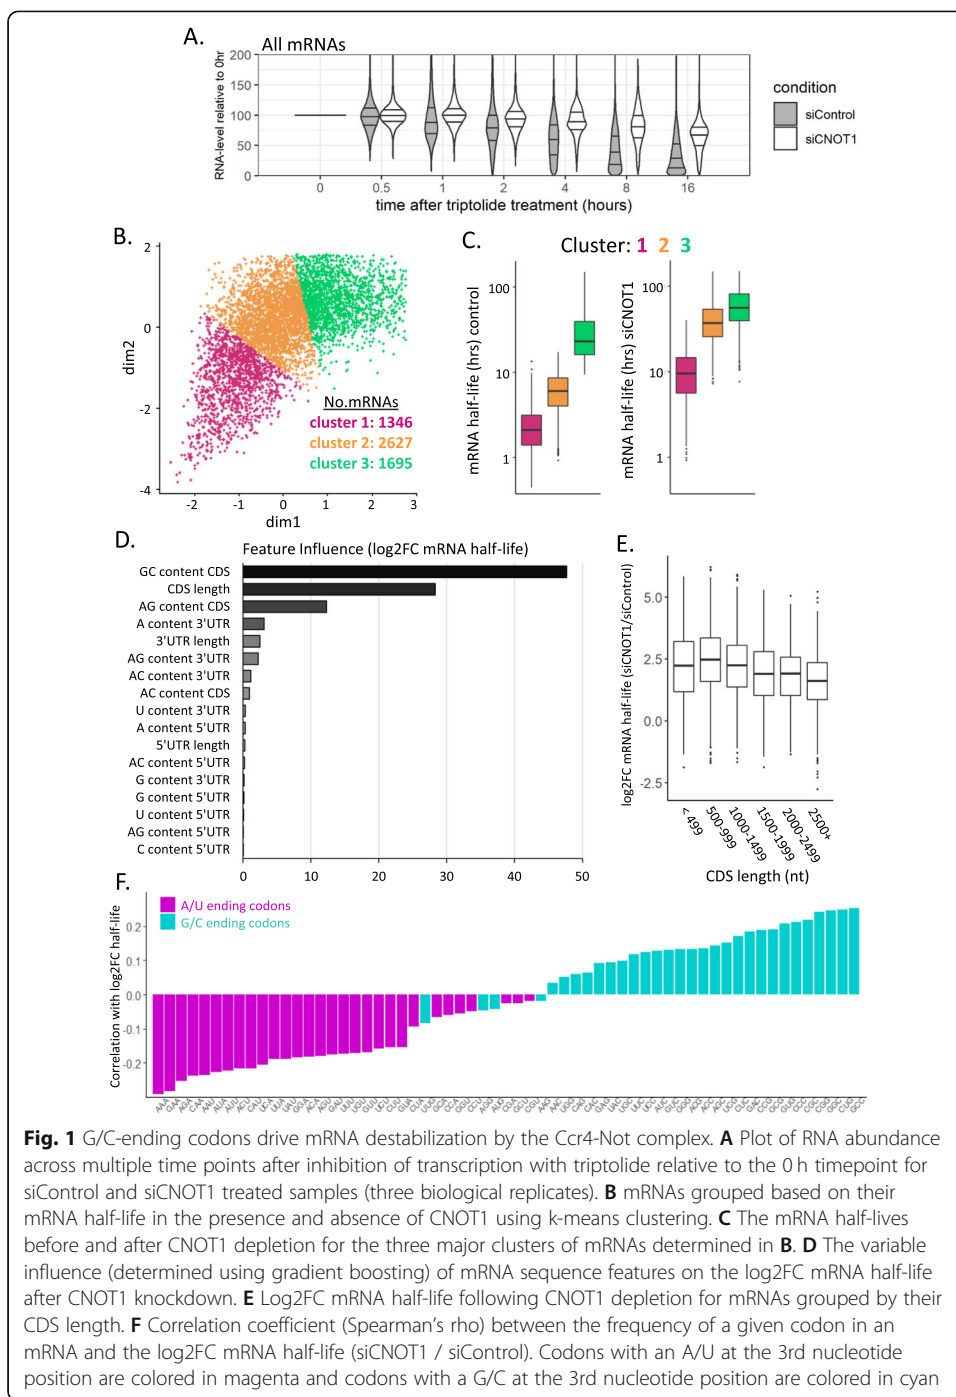 A.
All mRNAs
RNA-level relative to 0hr
200
150
100
50
0
0 0.5 1 2 4 8 16
time after triptolide treatment (hours)
condition
siControl
siCNOT1
B.
dim2
2
0
-2
-4
No.mRNAs
cluster 1: 1346
cluster 2: 2627
cluster 3: 1695
-2 -1 0 1 2 3
dim1
C.
Cluster: 1 2 3
mRNA half-life (hrs) control
100
10
1
mRNA half-life (hrs) siCNOT1
100
10
1
D.
Feature Influence (log2FC mRNA half-life)
GC content CDS
CDS length
AG content CDS
A content 3'UTR
3'UTR length
AG content 3'UTR
AC content 3'UTR
AC content CDS
U content 3'UTR
A content 5'UTR
5'UTR length
AC content 5'UTR
G content 3'UTR
G content 5'UTR
U content 5'UTR
AG content 5'UTR
C content 5'UTR
0 10 20 30 40 50
E.
log2FC mRNA half-life (siCNOT1/siControl)
5.0
2.5
0.0
-2.5
< 499
500-999
1000-1499
1500-1999
2000-2499
2500+
CDS length (nt)
F.
A/U ending codons
G/C ending codons
Correlation with log2FC half-life
0.2
0.1
0.0
-0.1
-0.2
Fig. 1 G/C-ending codons drive mRNA destabilization by the Ccr4-Not complex. A Plot of RNA abundance
across multiple time points after inhibition of transcription with triptolide relative to the 0 h timepoint for
siControl and siCNOT1 treated samples (three biological replicates). B mRNAs grouped based on their
mRNA half-life in the presence and absence of CNOT1 using k-means clustering. C The mRNA half-lives
before and after CNOT1 depletion for the three major clusters of mRNAs determined in B. D The variable
influence (determined using gradient boosting) of mRNA sequence features on the log2FC mRNA half-life
after CNOT1 knockdown. E Log2FC mRNA half-life following CNOT1 depletion for mRNAs grouped by their
CDS length. F Correlation coefficient (Spearman's rho) between the frequency of a given codon in an
mRNA and the log2FC mRNA half-life (siCNOT1 / siControl). Codons with an A/U at the 3rd nucleotide
position are colored in magenta and codons with a G/C at the 3rd nucleotide position are colored in cyan